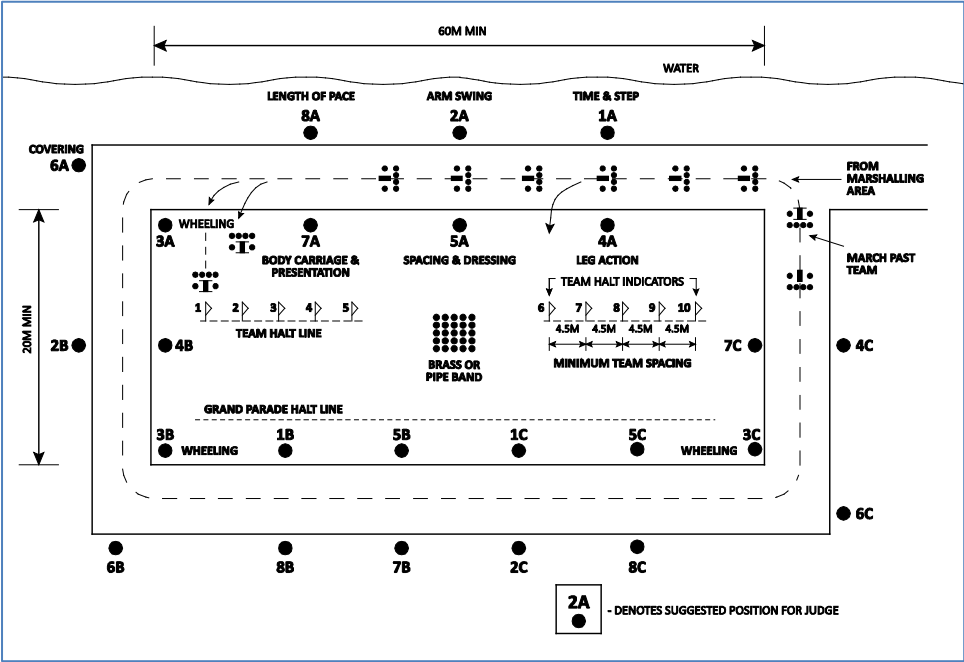 60M MIN
WATER
LENGTH OF PACE
8A
ARM SWING
2A
TIME & STEP
1A
COVERING
6A
FROM
MARSHALLING
AREA
WHEELING
3A
7A
BODY CARRIAGE &
PRESENTATION
5A
SPACING & DRESSING
4A
LEG ACTION
MARCH PAST
TEAM
TEAM HALT INDICATORS
1 2 3 4 5
6 7 8 9 10
TEAM HALT LINE
4.5M 4.5M 4.5M 4.5M
20M MIN
2B
4B
BRASS OR
PIPE BAND
MINIMUM TEAM SPACING
7C
4C
GRAND PARADE HALT LINE
3B
WHEELING
1B
5B
1C
5C
WHEELING
3C
6C
6B
8B
7B
2C
8C
2A
- DENOTES SUGGESTED POSITION FOR JUDGE